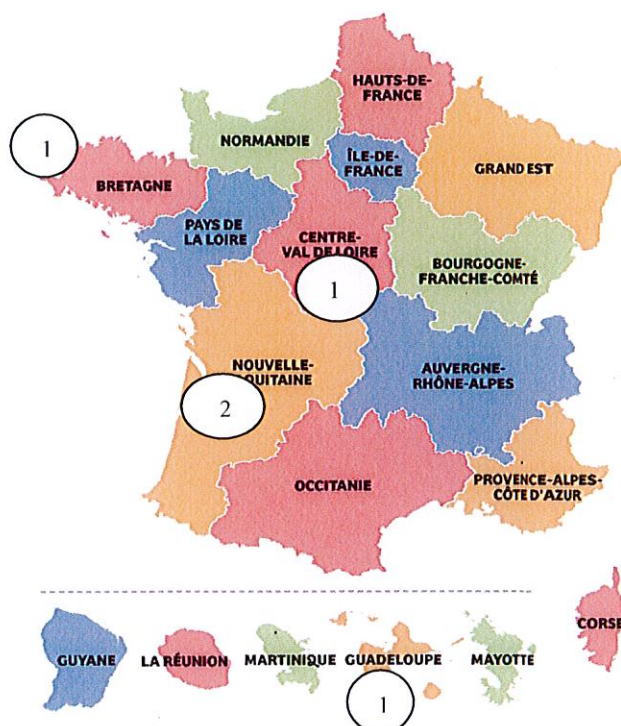 HAUTS-DE-
FRANCE
NORMANDIE
ÎLE-DE-
FRANCE
GRAND EST
1
BRETAGNE
PAYS DE
LA LOIRE
CENTRE-
VAL DE LOIRE
BOURGOGNE-
FRANCHE-COMTÉ
1
NOUVELLE-
QUITAINE
2
AUVERGNE-
RHÔNE-ALPES
OCCITANIE
PROVENCE-ALPES-
CÔTE D'AZUR
CORSE
GUYANE
LA RÉUNION
MARTINIQUE
GUADELOUPE
MAYOTTE
1